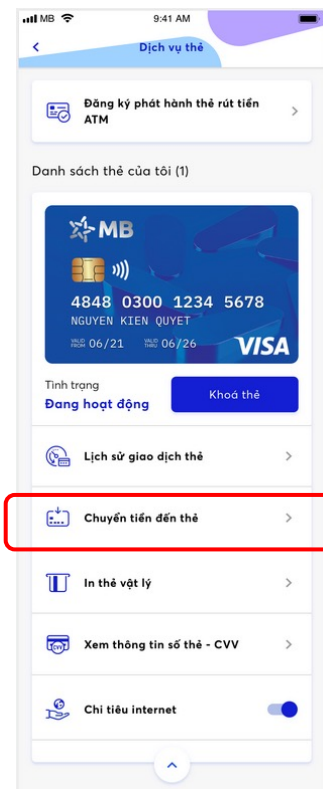 MB 9:41 AM
Dịch vụ thẻ
Đăng ký phát hành thẻ rút tiền
ATM
Danh sách thẻ của tôi (1)
MB
4848 0300 1234 5678
NGUYEN KIEN QUYET
VALID FROM 06/21 VALID THRU 06/26 VISA
Tình trạng
Đang hoạt động
Khoá thẻ
Lịch sử giao dịch thẻ
Chuyển tiền đến thẻ
In thẻ vật lý
CVV
Xem thông tin số thẻ - CVV
Chi tiêu internet